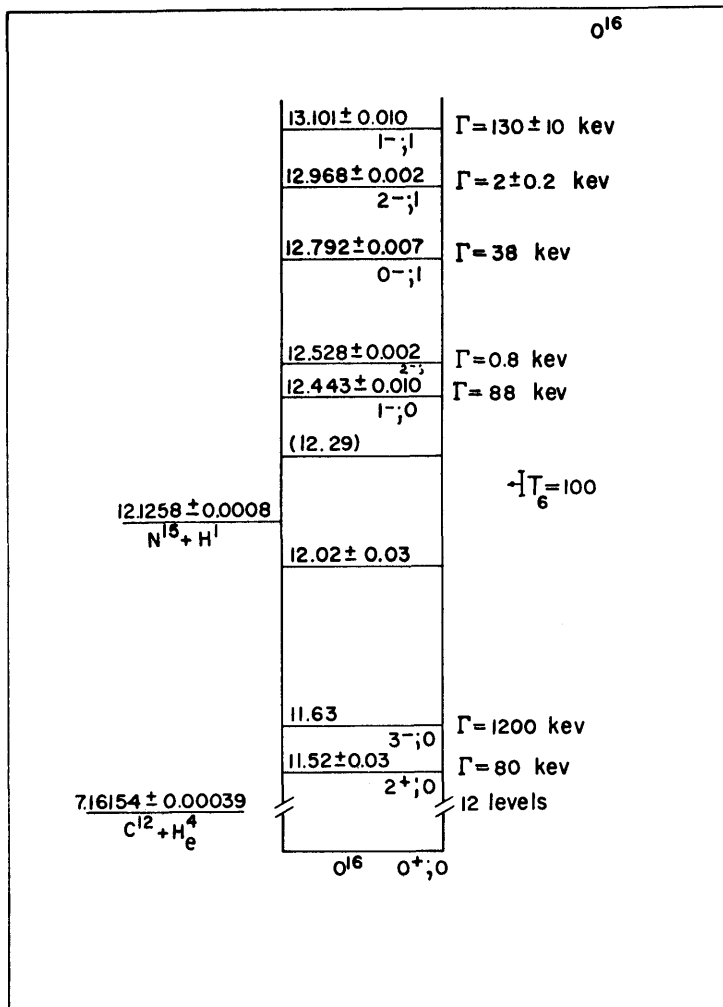 O¹⁶
13.101 ± 0.010 Γ = 130 ± 10 kev
1-;1
12.968 ± 0.002 Γ = 2 ± 0.2 kev
2-;1
12.792 ± 0.007 Γ = 38 kev
0-;1
12.528 ± 0.002 Γ = 0.8 kev
2-;
12.443 ± 0.010 Γ = 88 kev
1-;0
(12.29)
T₆ = 100
12.1258 ± 0.0008
N¹⁵ + H¹
12.02 ± 0.03
11.63 Γ = 1200 kev
3-;0
11.52 ± 0.03 Γ = 80 kev
2+;0
7.16154 ± 0.00039 12 levels
C¹² + He⁴
O¹⁶ 0+;0